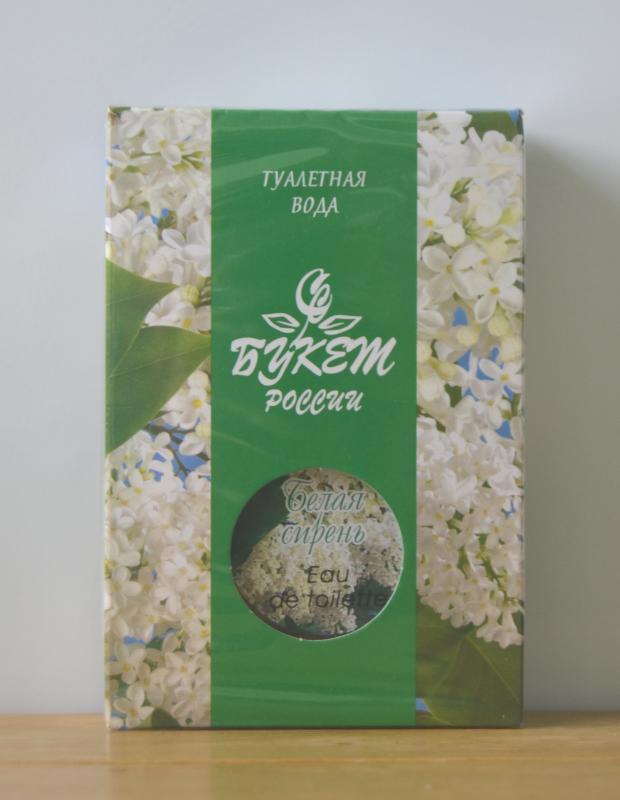 ТУАЛЕТНАЯ
ВОДА
БУКЕТ
РОССИИ
Белая
сирень
Eau
de toilette